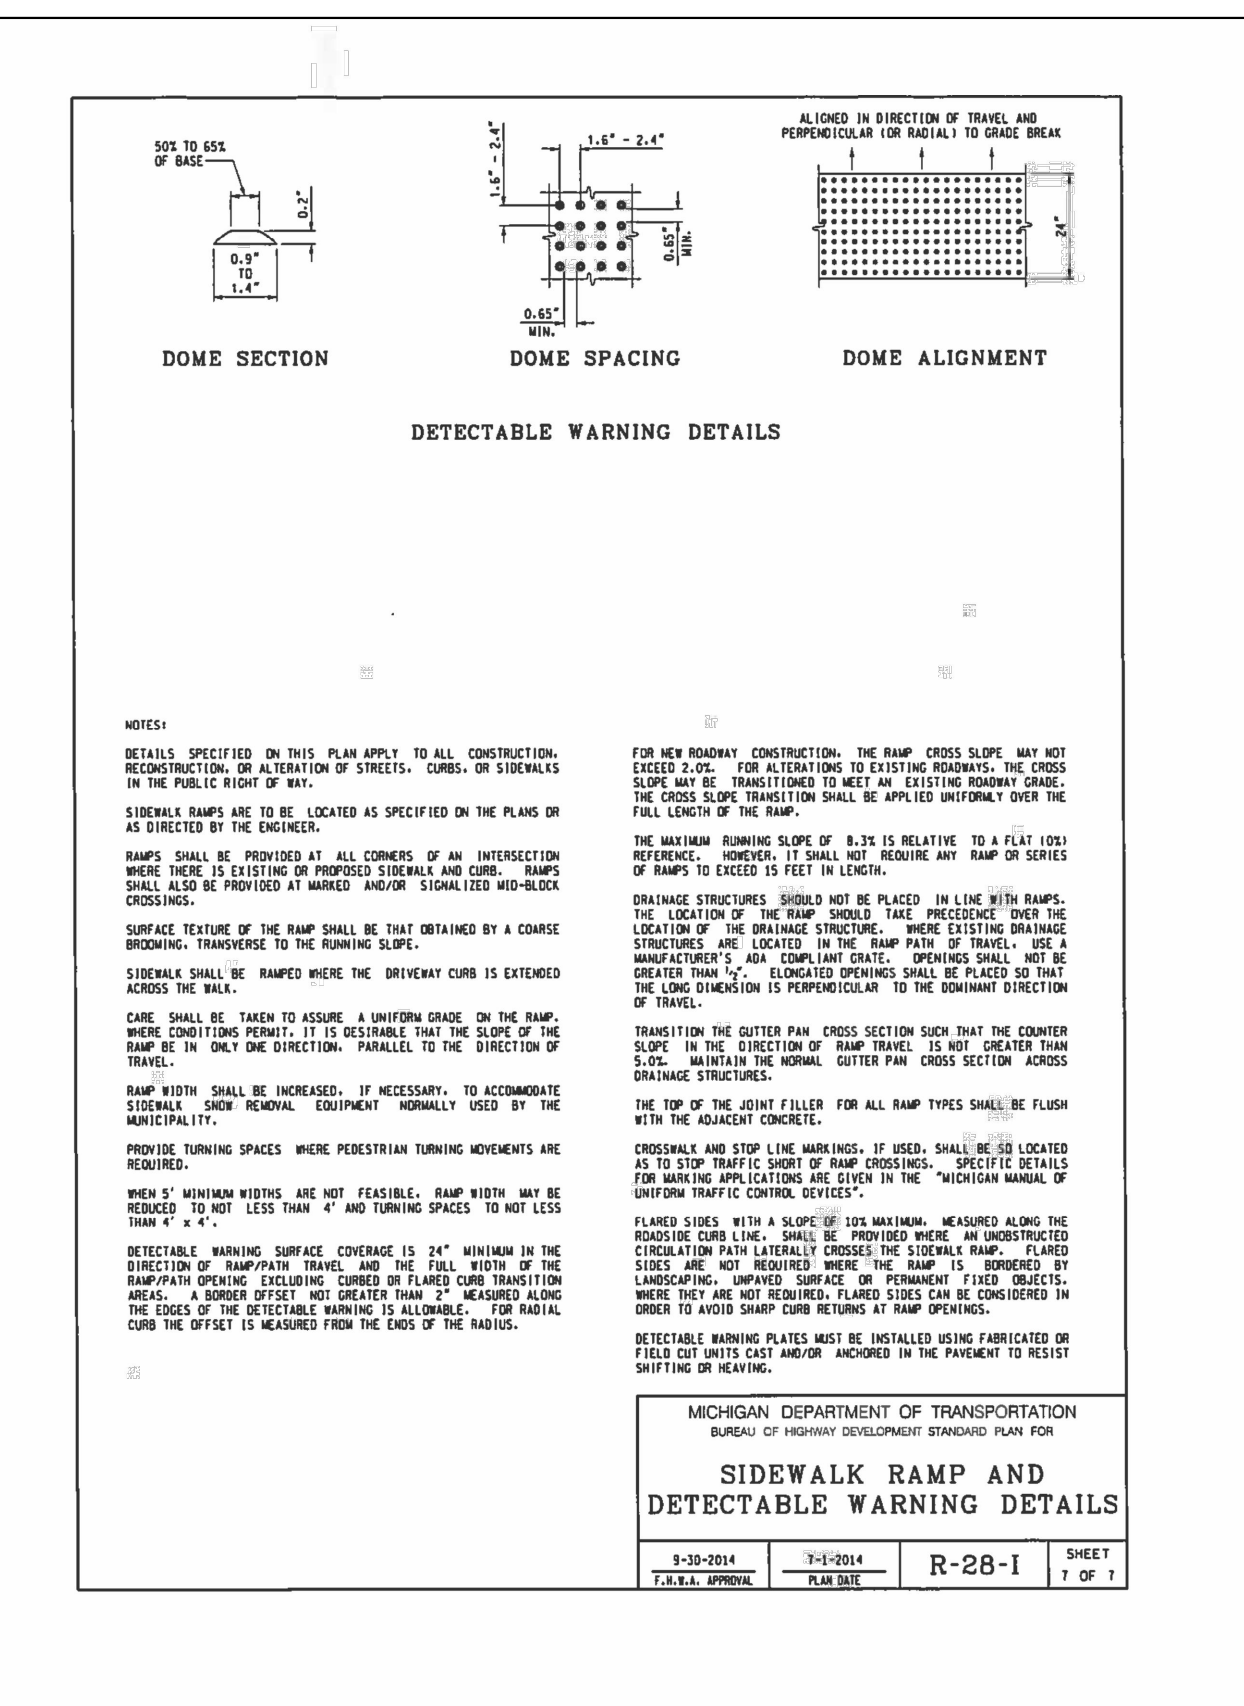 50% TO 65%
OF BASE
0.2"
0.9"
TO
1.4"
DOME SECTION
1.6" - 2.4"
1.6" - 2.4"
0.65"
MIN.
0.65"
MIN.
DOME SPACING
ALIGNED IN DIRECTION OF TRAVEL AND
PERPENDICULAR (OR RADIAL) TO GRADE BREAK
24"
DOME ALIGNMENT
DETECTABLE WARNING DETAILS
NOTES:
DETAILS SPECIFIED ON THIS PLAN APPLY TO ALL CONSTRUCTION,
RECONSTRUCTION, OR ALTERATION OF STREETS, CURBS, OR SIDEWALKS
IN THE PUBLIC RIGHT OF WAY.
SIDEWALK RAMPS ARE TO BE LOCATED AS SPECIFIED ON THE PLANS OR
AS DIRECTED BY THE ENGINEER.
RAMPS SHALL BE PROVIDED AT ALL CORNERS OF AN INTERSECTION
WHERE THERE IS EXISTING OR PROPOSED SIDEWALK AND CURB. RAMPS
SHALL ALSO BE PROVIDED AT MARKED AND/OR SIGNALIZED MID-BLOCK
CROSSINGS.
SURFACE TEXTURE OF THE RAMP SHALL BE THAT OBTAINED BY A COARSE
BROOMING, TRANSVERSE TO THE RUNNING SLOPE.
SIDEWALK SHALL BE RAMPED WHERE THE DRIVEWAY CURB IS EXTENDED
ACROSS THE WALK.
CARE SHALL BE TAKEN TO ASSURE A UNIFORM GRADE ON THE RAMP.
WHERE CONDITIONS PERMIT, IT IS DESIRABLE THAT THE SLOPE OF THE
RAMP BE IN ONLY ONE DIRECTION, PARALLEL TO THE DIRECTION OF
TRAVEL.
RAMP WIDTH SHALL BE INCREASED, IF NECESSARY, TO ACCOMMODATE
SIDEWALK SNOW REMOVAL EQUIPMENT NORMALLY USED BY THE
MUNICIPALITY.
PROVIDE TURNING SPACES WHERE PEDESTRIAN TURNING MOVEMENTS ARE
REQUIRED.
WHEN 5' MINIMUM WIDTHS ARE NOT FEASIBLE, RAMP WIDTH MAY BE
REDUCED TO NOT LESS THAN 4' AND TURNING SPACES TO NOT LESS
THAN 4' x 4'.
DETECTABLE WARNING SURFACE COVERAGE IS 24" MINIMUM IN THE
DIRECTION OF RAMP/PATH TRAVEL AND THE FULL WIDTH OF THE
RAMP/PATH OPENING EXCLUDING CURBED OR FLARED CURB TRANSITION
AREAS. A BORDER OFFSET NOT GREATER THAN 2" MEASURED ALONG
THE EDGES OF THE DETECTABLE WARNING IS ALLOWABLE. FOR RADIAL
CURB THE OFFSET IS MEASURED FROM THE ENDS OF THE RADIUS.
FOR NEW ROADWAY CONSTRUCTION, THE RAMP CROSS SLOPE MAY NOT
EXCEED 2.0%. FOR ALTERATIONS TO EXISTING ROADWAYS, THE CROSS
SLOPE MAY BE TRANSITIONED TO MEET AN EXISTING ROADWAY GRADE.
THE CROSS SLOPE TRANSITION SHALL BE APPLIED UNIFORMLY OVER THE
FULL LENGTH OF THE RAMP.
THE MAXIMUM RUNNING SLOPE OF 8.3% IS RELATIVE TO A FLAT (0%)
REFERENCE. HOWEVER, IT SHALL NOT REQUIRE ANY RAMP OR SERIES
OF RAMPS TO EXCEED 15 FEET IN LENGTH.
DRAINAGE STRUCTURES SHOULD NOT BE PLACED IN LINE WITH RAMPS.
THE LOCATION OF THE RAMP SHOULD TAKE PRECEDENCE OVER THE
LOCATION OF THE DRAINAGE STRUCTURE. WHERE EXISTING DRAINAGE
STRUCTURES ARE LOCATED IN THE RAMP PATH OF TRAVEL, USE A
MANUFACTURER'S ADA COMPLIANT GRATE. OPENINGS SHALL NOT BE
GREATER THAN 1/2". ELONGATED OPENINGS SHALL BE PLACED SO THAT
THE LONG DIMENSION IS PERPENDICULAR TO THE DOMINANT DIRECTION
OF TRAVEL.
TRANSITION THE GUTTER PAN CROSS SECTION SUCH THAT THE COUNTER
SLOPE IN THE DIRECTION OF RAMP TRAVEL IS NOT GREATER THAN
5.0%. MAINTAIN THE NORMAL GUTTER PAN CROSS SECTION ACROSS
DRAINAGE STRUCTURES.
THE TOP OF THE JOINT FILLER FOR ALL RAMP TYPES SHALL BE FLUSH
WITH THE ADJACENT CONCRETE.
CROSSWALK AND STOP LINE MARKINGS, IF USED, SHALL BE SO LOCATED
AS TO STOP TRAFFIC SHORT OF RAMP CROSSINGS. SPECIFIC DETAILS
FOR MARKING APPLICATIONS ARE GIVEN IN THE "MICHIGAN MANUAL OF
UNIFORM TRAFFIC CONTROL DEVICES".
FLARED SIDES WITH A SLOPE OF 10% MAXIMUM, MEASURED ALONG THE
ROADSIDE CURB LINE, SHALL BE PROVIDED WHERE AN UNOBSTRUCTED
CIRCULATION PATH LATERALLY CROSSES THE SIDEWALK RAMP. FLARED
SIDES ARE NOT REQUIRED WHERE THE RAMP IS BORDERED BY
LANDSCAPING, UNPAVED SURFACE OR PERMANENT FIXED OBJECTS.
WHERE THEY ARE NOT REQUIRED, FLARED SIDES CAN BE CONSIDERED IN
ORDER TO AVOID SHARP CURB RETURNS AT RAMP OPENINGS.
DETECTABLE WARNING PLATES MUST BE INSTALLED USING FABRICATED OR
FIELD CUT UNITS CAST AND/OR ANCHORED IN THE PAVEMENT TO RESIST
SHIFTING OR HEAVING.
MICHIGAN DEPARTMENT OF TRANSPORTATION
BUREAU OF HIGHWAY DEVELOPMENT STANDARD PLAN FOR
SIDEWALK RAMP AND
DETECTABLE WARNING DETAILS
9-30-2014
F.H.W.A. APPROVAL
7-1-2014
PLAN DATE
R-28-I
SHEET
7 OF 7